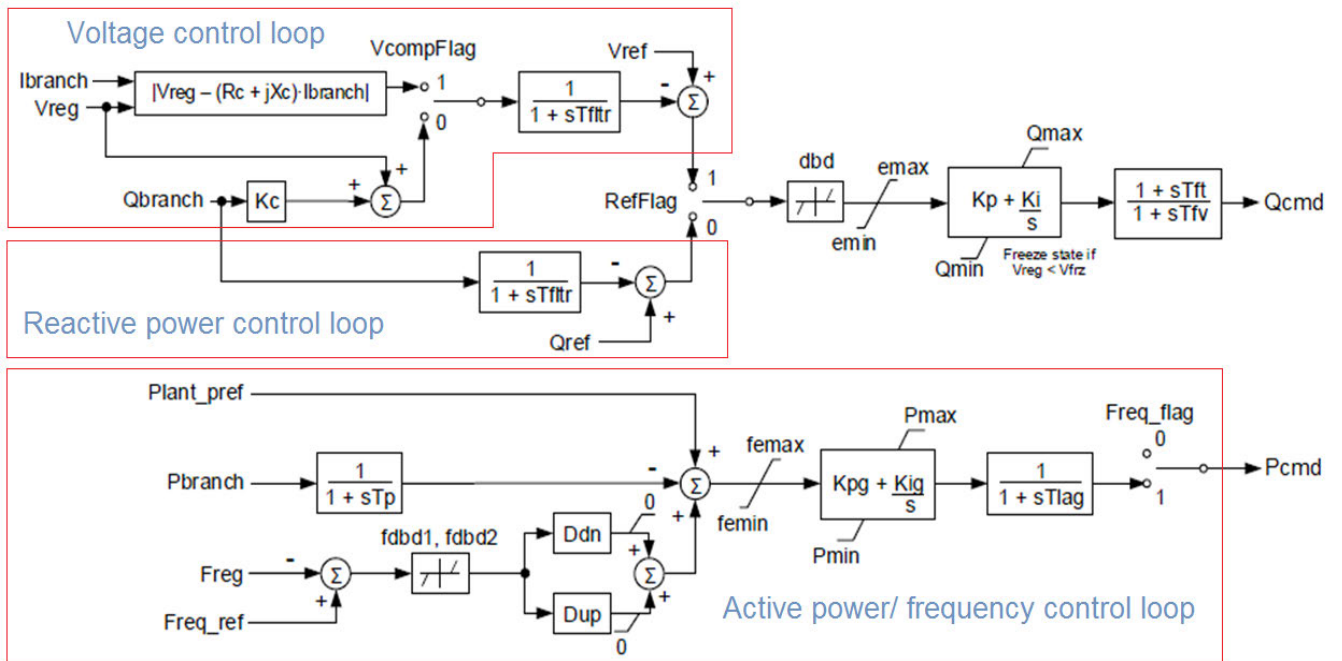 Voltage control loop
VcompFlag
Vref
Ibranch
Vreg
|Vreg – (Rc + jXc)·Ibranch|
1
0
1
1 + sTfltr
-
+
Σ
+
+
Σ
Qbranch
Kc
RefFlag
1
0
dbd
emax
emin
Qmax
Kp + Ki
s
Qmin
Freeze state if
Vreg < Vfrz
1 + sTft
1 + sTfv
Qcmd
1
1 + sTfltr
-
Σ
+
Qref
Reactive power control loop
Plant_pref
Pbranch
1
1 + sTp
+
-
Σ
+
femax
femin
Pmax
Kpg + Kig
s
Pmin
1
1 + sTlag
Freq_flag
0
1
Pcmd
fdbd1, fdbd2
Freg
-
Σ
+
Freq_ref
Ddn
0
+
Σ
+
Dup
0
Active power/ frequency control loop